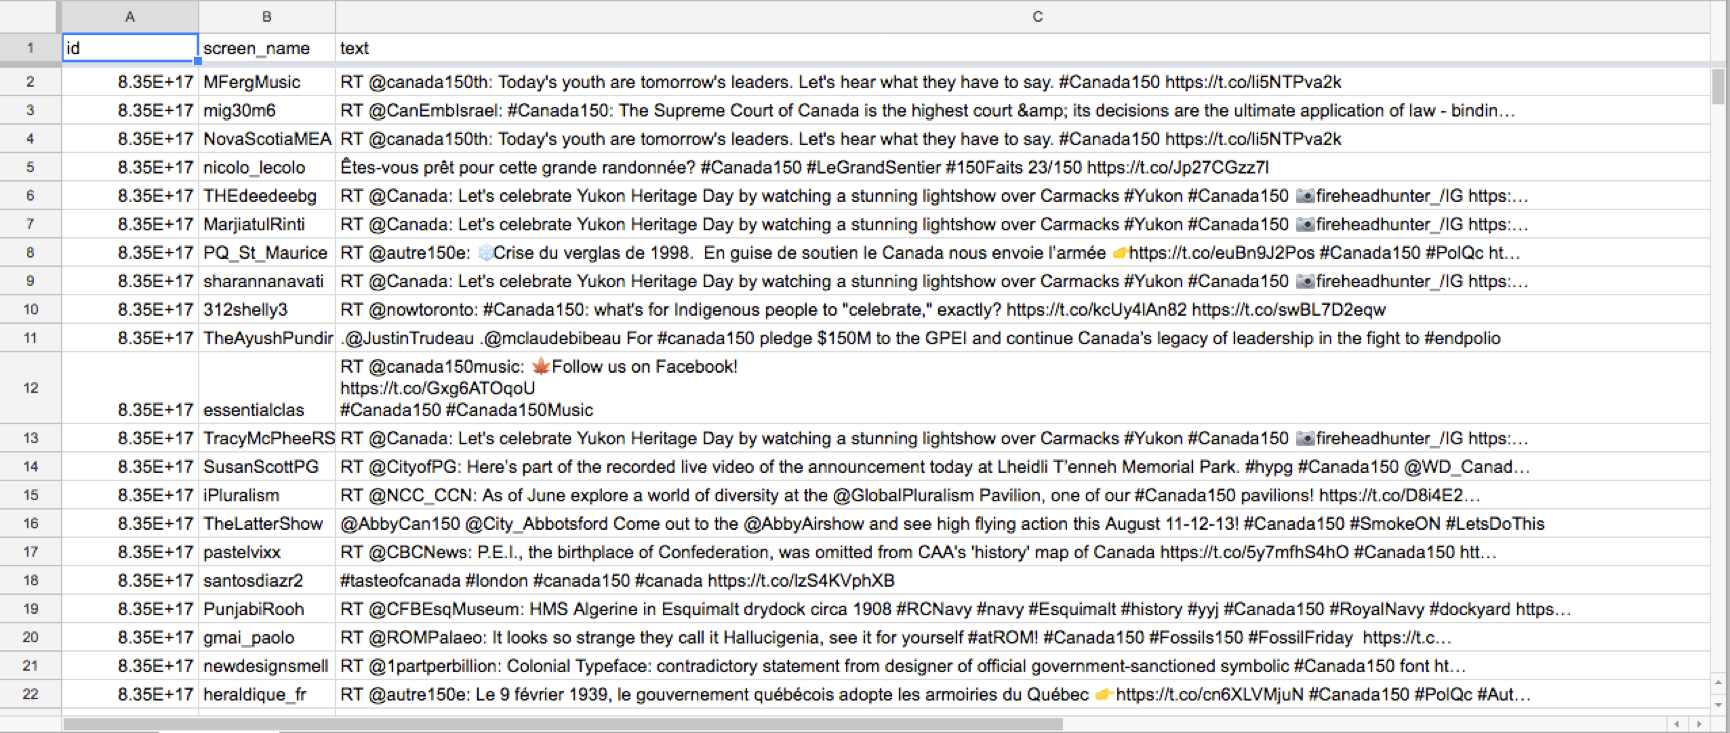 A B C
1 id screen_name text
2 8.35E+17 MFergMusic RT @canada150th: Today's youth are tomorrow's leaders. Let's hear what they have to say. #Canada150 https://t.co/li5NTPva2k
3 8.35E+17 mig30m6 RT @CanEmbIsrael: #Canada150: The Supreme Court of Canada is the highest court &amp; its decisions are the ultimate application of law - bindin…
4 8.35E+17 NovaScotiaMEA RT @canada150th: Today's youth are tomorrow's leaders. Let's hear what they have to say. #Canada150 https://t.co/li5NTPva2k
5 8.35E+17 nicolo_lecolo Êtes-vous prêt pour cette grande randonnée? #Canada150 #LeGrandSentier #150Faits 23/150 https://t.co/Jp27CGzz7l
6 8.35E+17 THEdeedeebg RT @Canada: Let's celebrate Yukon Heritage Day by watching a stunning lightshow over Carmacks #Yukon #Canada150 📷fireheadhunter_/IG https:…
7 8.35E+17 MarjiatulRinti RT @Canada: Let's celebrate Yukon Heritage Day by watching a stunning lightshow over Carmacks #Yukon #Canada150 📷fireheadhunter_/IG https:…
8 8.35E+17 PQ_St_Maurice RT @autre150e: ❄️Crise du verglas de 1998. En guise de soutien le Canada nous envoie l'armée 👉https://t.co/euBn9J2Pos #Canada150 #PolQc ht…
9 8.35E+17 sharannanavati RT @Canada: Let's celebrate Yukon Heritage Day by watching a stunning lightshow over Carmacks #Yukon #Canada150 📷fireheadhunter_/IG https:…
10 8.35E+17 312shelly3 RT @nowtoronto: #Canada150: what's for Indigenous people to "celebrate," exactly? https://t.co/kcUy4lAn82 https://t.co/swBL7D2eqw
11 8.35E+17 TheAyushPundir .@JustinTrudeau .@mclaudebibeau For #canada150 pledge $150M to the GPEI and continue Canada's legacy of leadership in the fight to #endpolio
RT @canada150music: 🍁Follow us on Facebook!
12 https://t.co/Gxg6ATOqoU
8.35E+17 essentialclas #Canada150 #Canada150Music
13 8.35E+17 TracyMcPheeRS RT @Canada: Let's celebrate Yukon Heritage Day by watching a stunning lightshow over Carmacks #Yukon #Canada150 📷fireheadhunter_/IG https:…
14 8.35E+17 SusanScottPG RT @CityofPG: Here's part of the recorded live video of the announcement today at Lheidli T'enneh Memorial Park. #hypg #Canada150 @WD_Canad…
15 8.35E+17 iPluralism RT @NCC_CCN: As of June explore a world of diversity at the @GlobalPluralism Pavilion, one of our #Canada150 pavilions! https://t.co/D8i4E2…
16 8.35E+17 TheLatterShow @AbbyCan150 @City_Abbotsford Come out to the @AbbyAirshow and see high flying action this August 11-12-13! #Canada150 #SmokeON #LetsDoThis
17 8.35E+17 pastelvixx RT @CBCNews: P.E.I., the birthplace of Confederation, was omitted from CAA's 'history' map of Canada https://t.co/5y7mfhS4hO #Canada150 htt…
18 8.35E+17 santosdiazr2 #tasteofcanada #london #canada150 #canada https://t.co/lzS4KVphXB
19 8.35E+17 PunjabiRooh RT @CFBEsqMuseum: HMS Algerine in Esquimalt drydock circa 1908 #RCNavy #navy #Esquimalt #history #yyj #Canada150 #RoyalNavy #dockyard https…
20 8.35E+17 gmai_paolo RT @ROMPalaeo: It looks so strange they call it Hallucigenia, see it for yourself #atROM! #Canada150 #Fossils150 #FossilFriday https://t.c…
21 8.35E+17 newdesignsmell RT @1partperbillion: Colonial Typeface: contradictory statement from designer of official government-sanctioned symbolic #Canada150 font ht…
22 8.35E+17 heraldique_fr RT @autre150e: Le 9 février 1939, le gouvernement québécois adopte les armoiries du Québec 👉https://t.co/cn6XLVMjuN #Canada150 #PolQc #Aut…